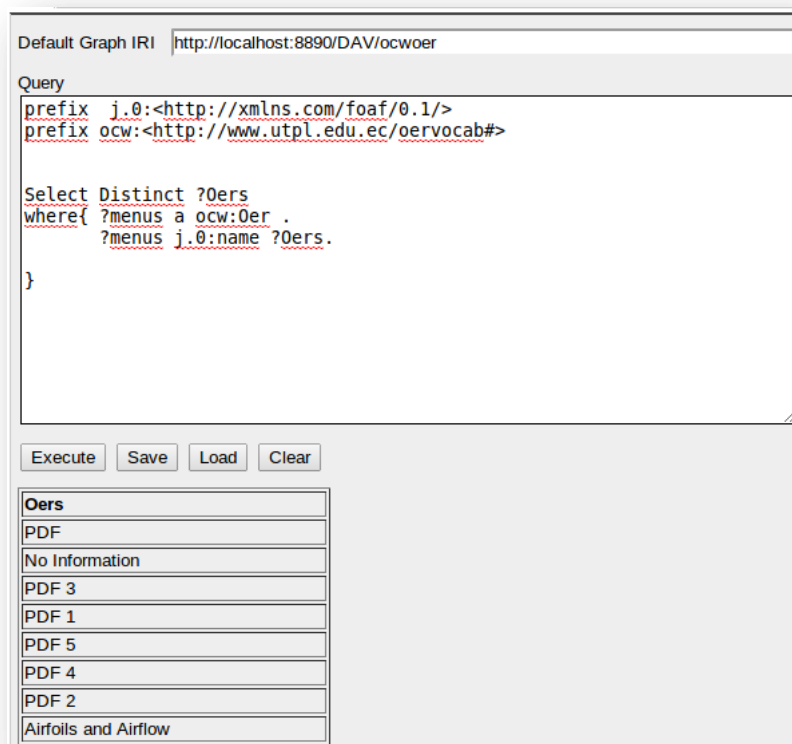 Default Graph IRI http://localhost:8890/DAV/ocwoer
Query
prefix  j.0:<http://xmlns.com/foaf/0.1/>
prefix ocw:<http://www.utpl.edu.ec/oervocab#>
Select Distinct ?Oers
where{ ?menus a ocw:Oer .
?menus j.0:name ?Oers.
}
Execute Save Load Clear
Oers
PDF
No Information
PDF 3
PDF 1
PDF 5
PDF 4
PDF 2
Airfoils and Airflow